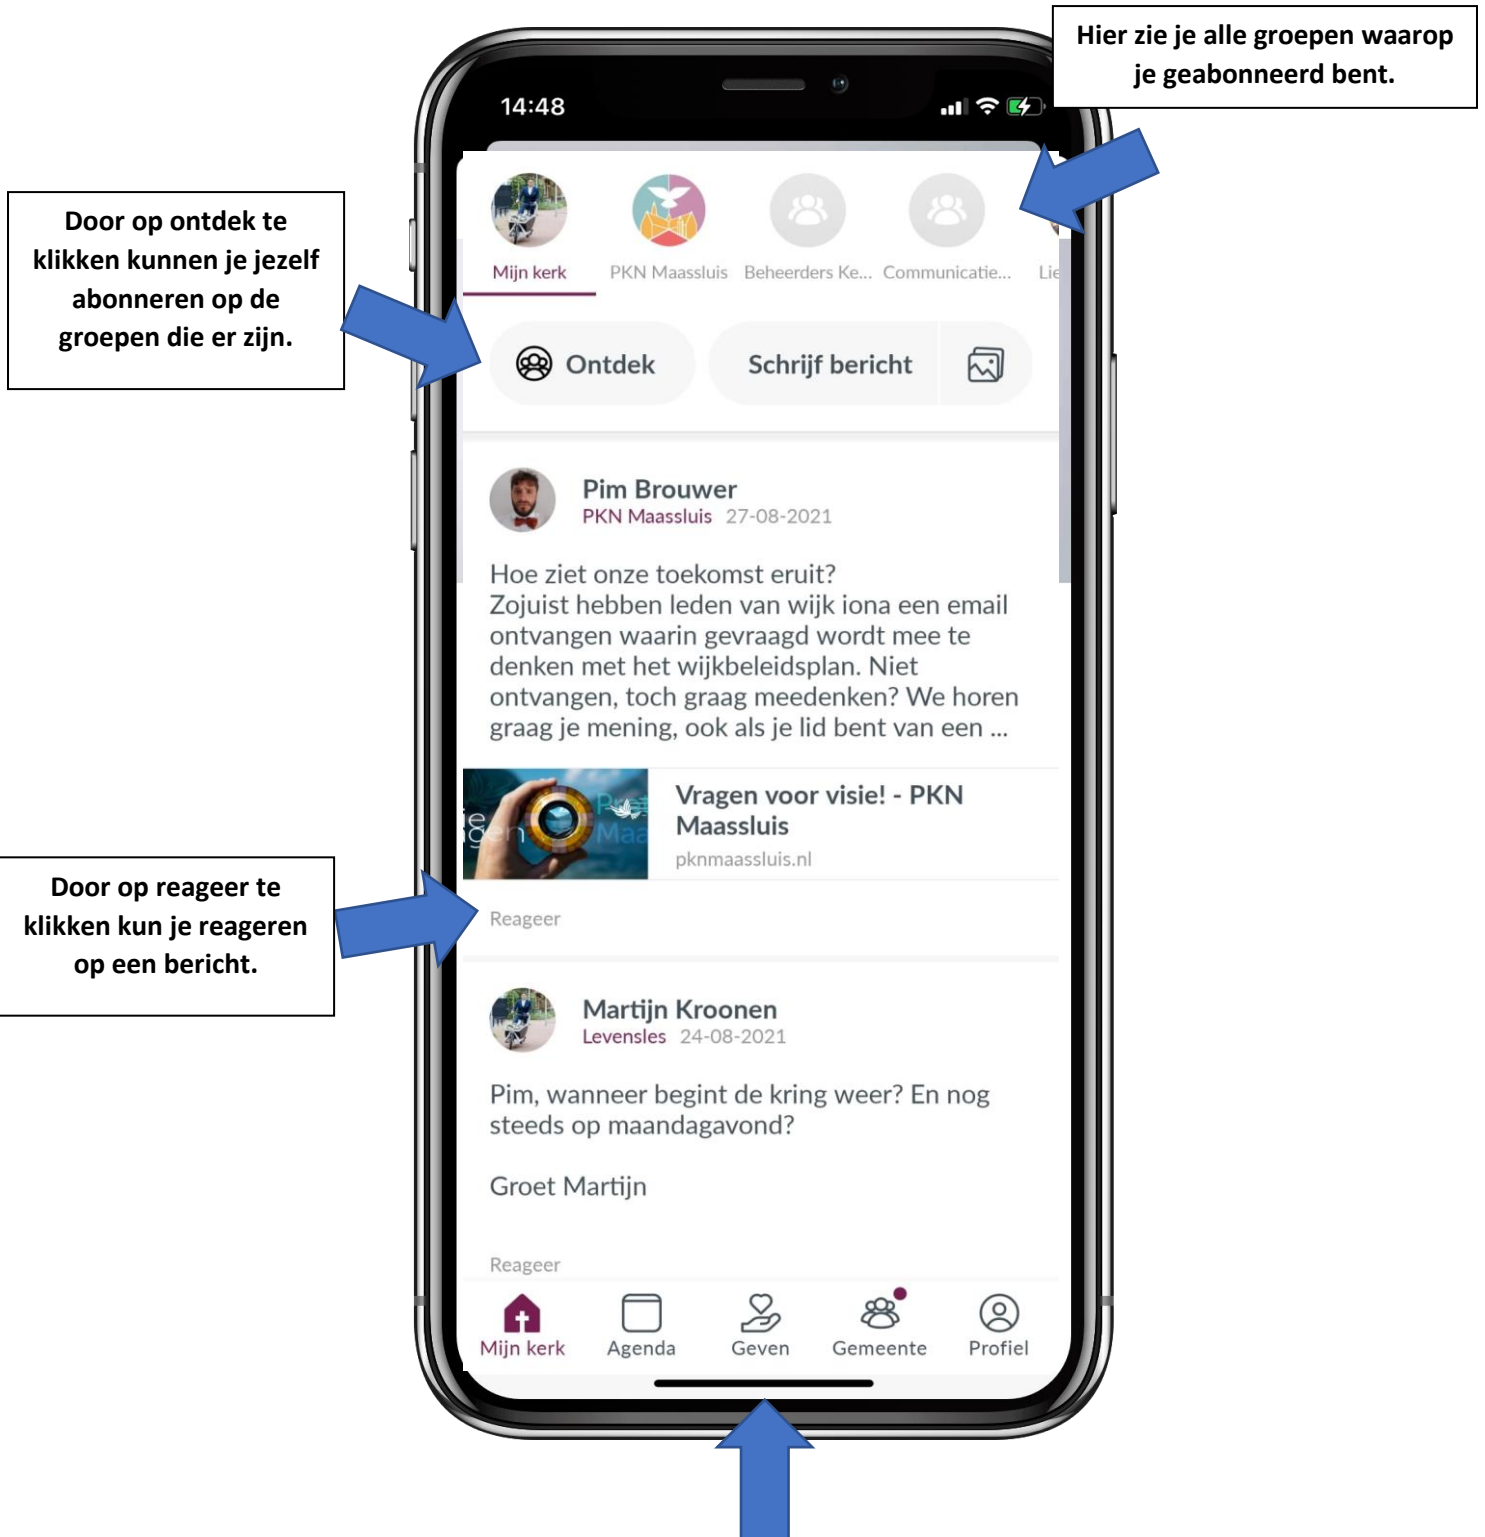 Hier zie je alle groepen waarop
je geabonneerd bent.
14:48
Door op ontdek te
klikken kunnen je jezelf
abonneren op de
groepen die er zijn.
Mijn kerk
PKN Maassluis
Beheerders Ke...
Communicatie...
Lie
Ontdek
Schrijf bericht
Pim Brouwer
PKN Maassluis 27-08-2021
Hoe ziet onze toekomst eruit?
Zojuist hebben leden van wijk iona een email
ontvangen waarin gevraagd wordt mee te
denken met het wijkbeleidsplan. Niet
ontvangen, toch graag meedenken? We horen
graag je mening, ook als je lid bent van een ...
Vragen voor visie! - PKN
Maassluis
pknmaassluis.nl
Door op reageer te
klikken kun je reageren
op een bericht.
Reageer
Martijn Kroonen
Levensles 24-08-2021
Pim, wanneer begint de kring weer? En nog
steeds op maandagavond?
Groet Martijn
Reageer
Mijn kerk
Agenda
Geven
Gemeente
Profiel